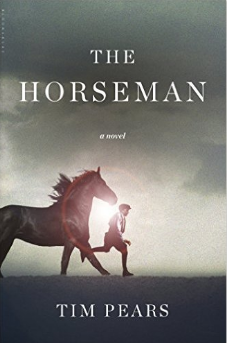 THE
HORSEMAN
a novel
TIM PEARS